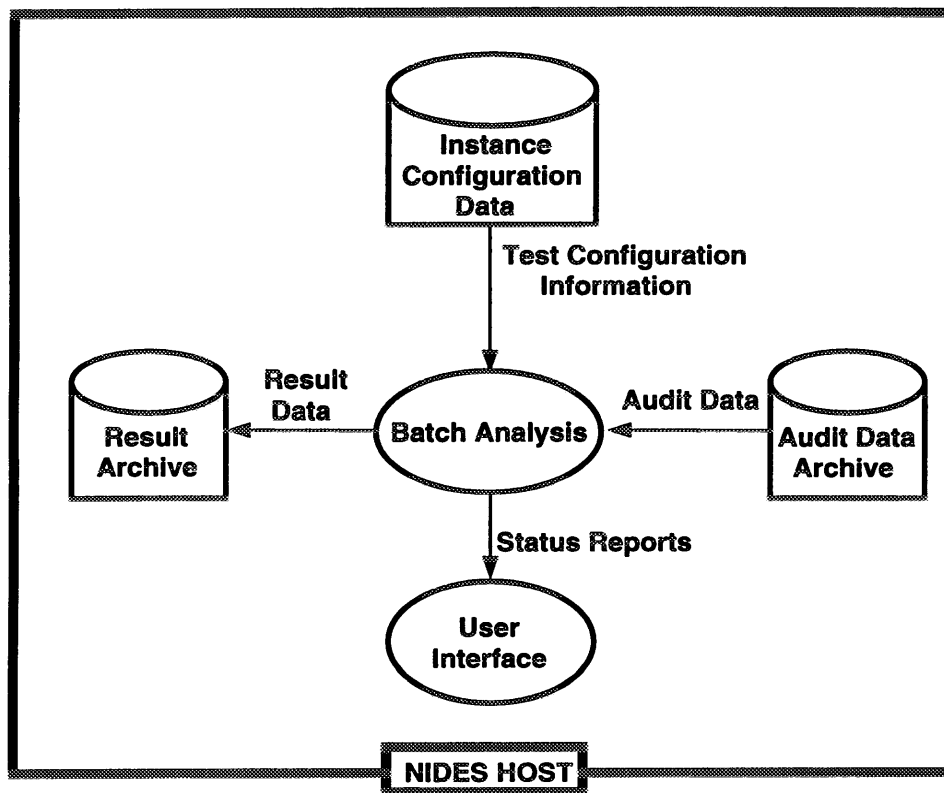 Instance
Configuration
Data
Test Configuration
Information
Result
Data
Audit Data
Result
Archive
Batch Analysis
Audit Data
Archive
Status Reports
User
Interface
NIDES HOST